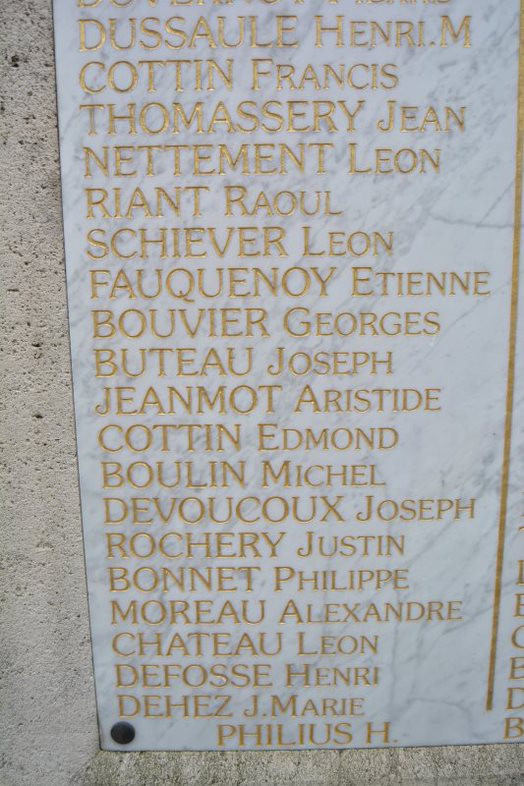 DUSSAULE HENRI.M
COTTIN FRANCIS
THOMASSERY JEAN
NETTEMENT LEON
RIANT RAOUL
SCHIEVER LEON
FAUQUENOY ETIENNE
BOUVIER GEORGES
BUTEAU JOSEPH
JEANMOT ARISTIDE
COTTIN EDMOND
BOULIN MICHEL
DEVOUCOUX JOSEPH
ROCHERY JUSTIN
BONNET PHILIPPE
MOREAU ALEXANDRE
CHATEAU LEON
DEFOSSE HENRI
DEHEZ J.MARIE
PHILIUS H.